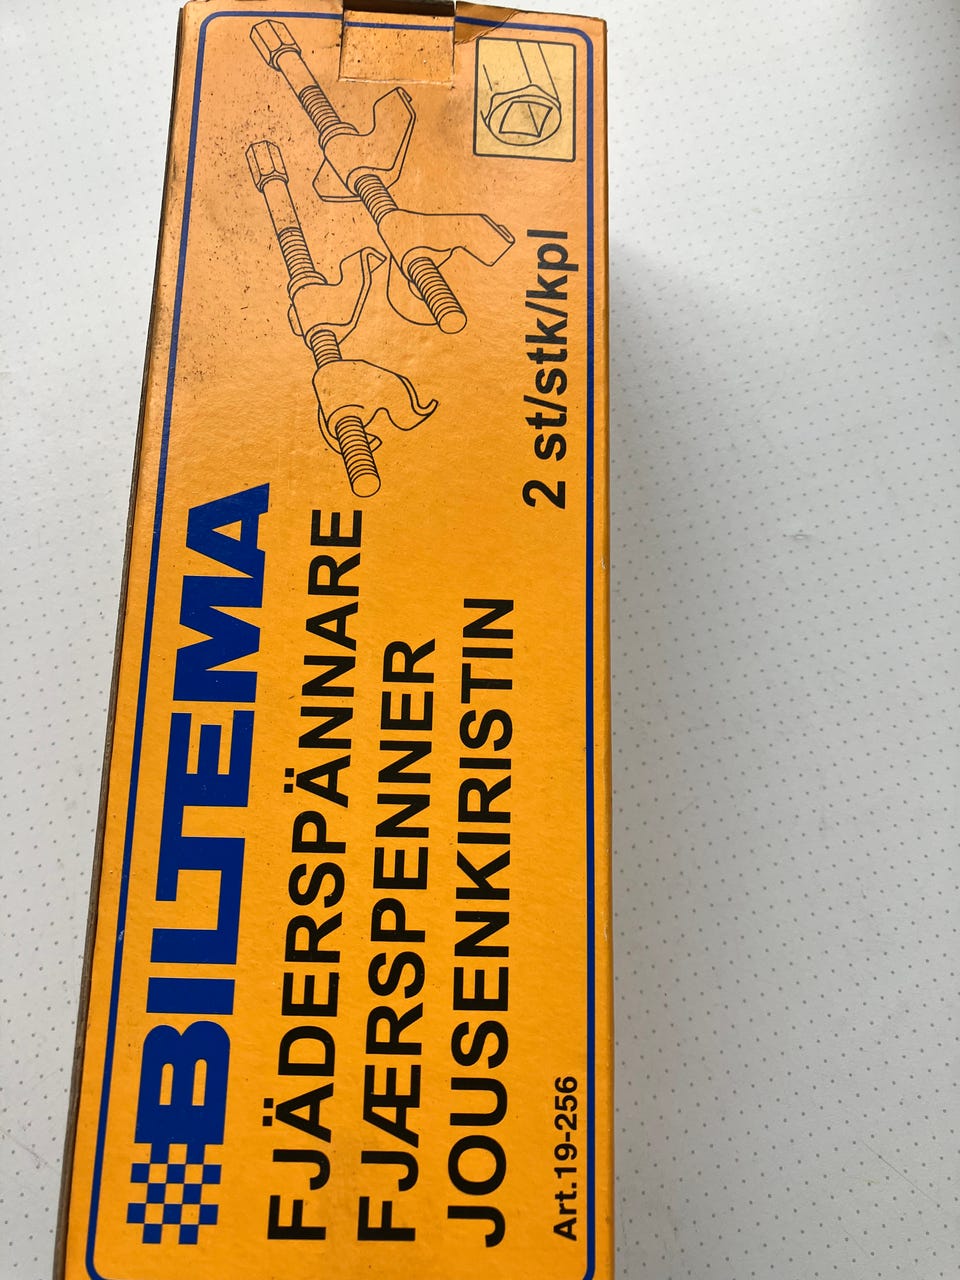 BILTEMA
FJÄDERSPÄNNARE
FJÆRSPENNER
JOUSENKIRISTIN
Art.19-256
2 st/stk/kpl